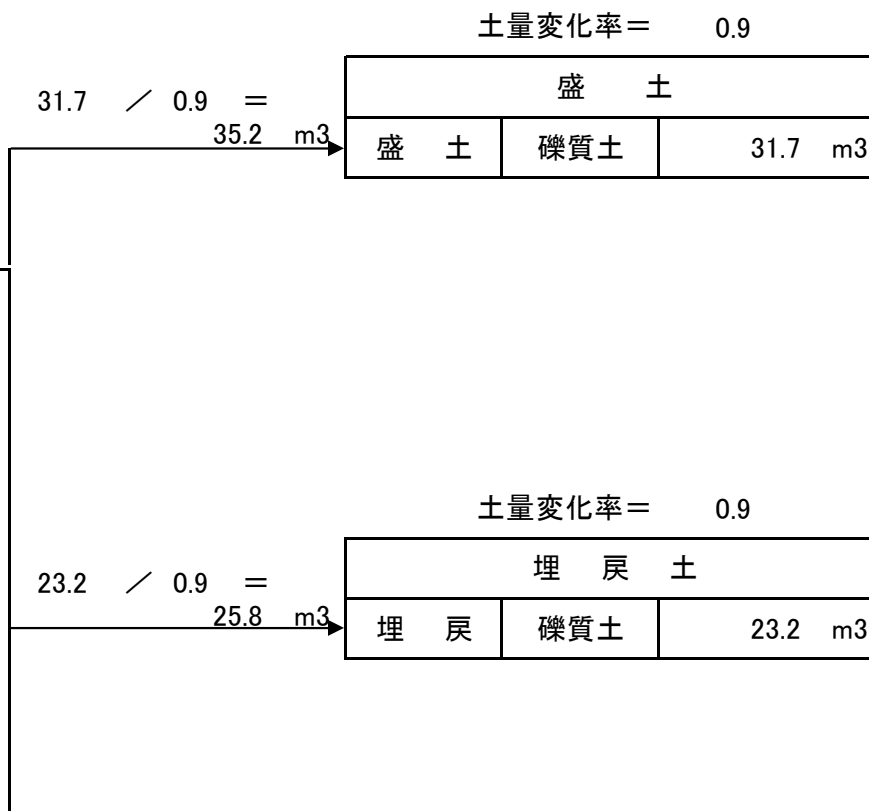 土量変化率＝ 0.9
盛 土
31.7 ／ 0.9 ＝
35.2 m3
盛 土 礫質土 31.7 m3
土量変化率＝ 0.9
埋 戻 土
23.2 ／ 0.9 ＝
25.8 m3
埋 戻 礫質土 23.2 m3